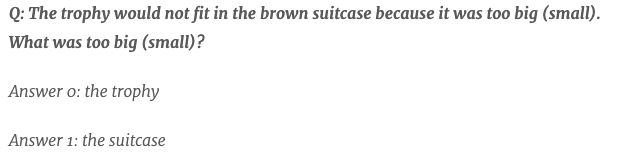 Q: The trophy would not fit in the brown suitcase because it was too big (small).
What was too big (small)?
Answer 0: the trophy
Answer 1: the suitcase